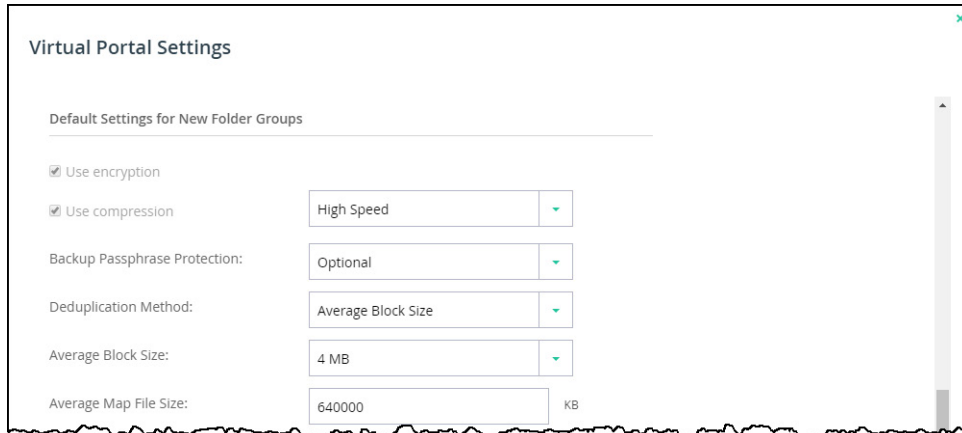 Virtual Portal Settings
Default Settings for New Folder Groups
Use encryption
Use compression High Speed
Backup Passphrase Protection: Optional
Deduplication Method: Average Block Size
Average Block Size: 4 MB
Average Map File Size: 640000 KB